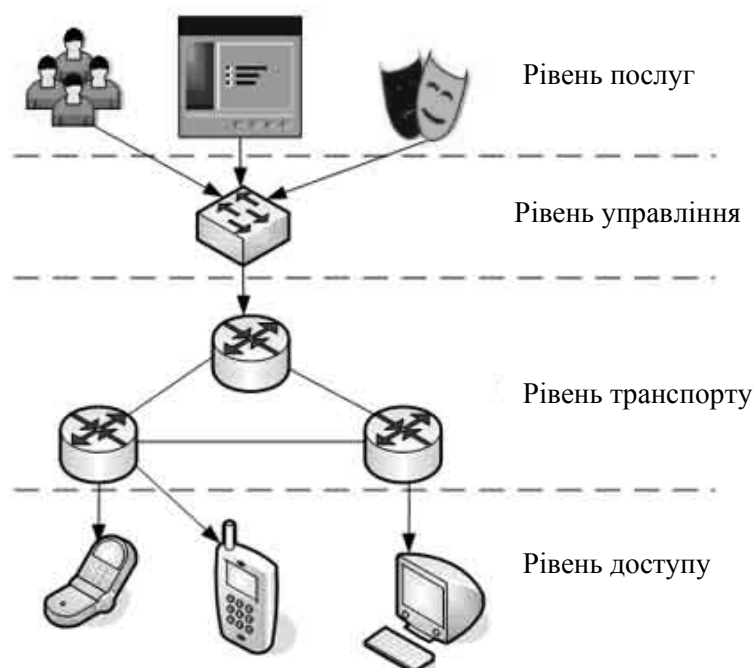 Рівень послуг
Рівень управління
Рівень транспорту
Рівень доступу